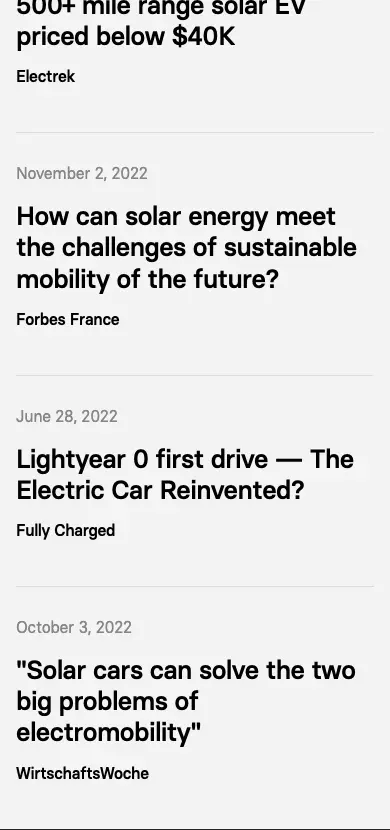 500+ mile range solar EV
priced below $40K
Electrek
November 2, 2022
How can solar energy meet
the challenges of sustainable
mobility of the future?
Forbes France
June 28, 2022
Lightyear 0 first drive — The
Electric Car Reinvented?
Fully Charged
October 3, 2022
"Solar cars can solve the two
big problems of
electromobility"
WirtschaftsWoche